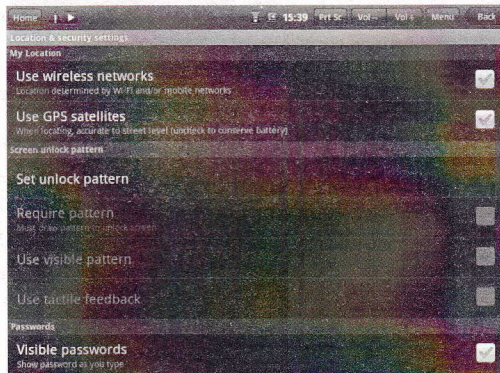 Home 15:39 Prt Sc Vol – Vol + Menu Back
Location & security settings
My Location
Use wireless networks
Location determined by Wi-Fi and/or mobile networks
Use GPS satellites
When locating, accurate to street level (uncheck to conserve battery)
Screen unlock pattern
Set unlock pattern
Require pattern
Must draw pattern to unlock screen
Use visible pattern
Use tactile feedback
Passwords
Visible passwords
Show password as you type